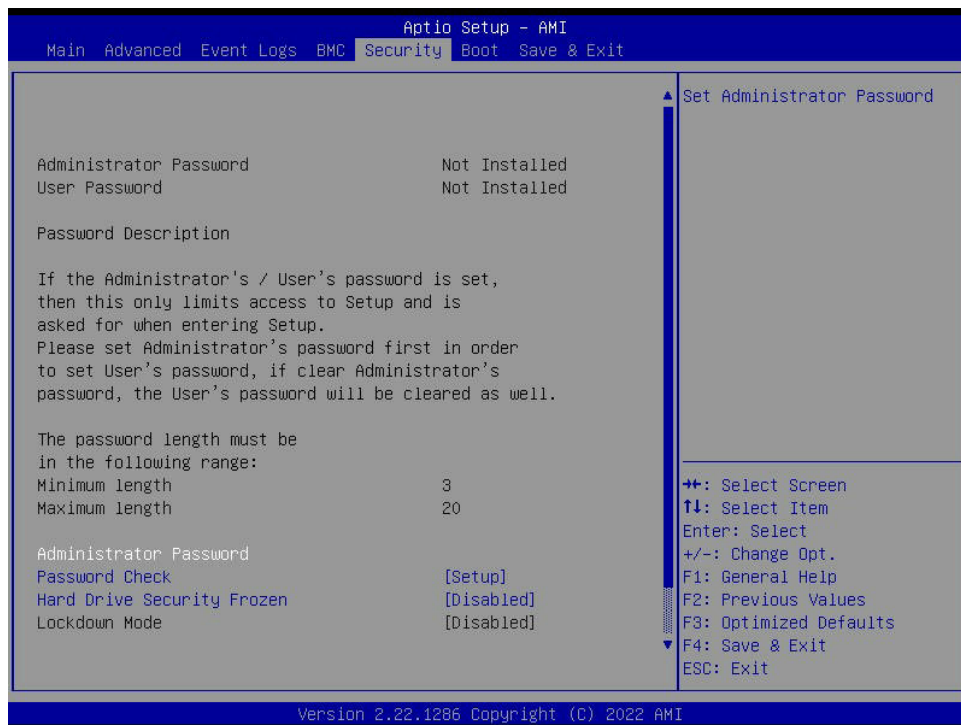 Aptio Setup – AMI
Main Advanced Event Logs BMC Security Boot Save & Exit
Administrator Password Not Installed
User Password Not Installed
Password Description
If the Administrator's / User's password is set,
then this only limits access to Setup and is
asked for when entering Setup.
Please set Administrator's password first in order
to set User's password, if clear Administrator's
password, the User's password will be cleared as well.
The password length must be
in the following range:
Minimum length 3
Maximum length 20
Administrator Password
Password Check [Setup]
Hard Drive Security Frozen [Disabled]
Lockdown Mode [Disabled]
Set Administrator Password
→←: Select Screen
↑↓: Select Item
Enter: Select
+/-: Change Opt.
F1: General Help
F2: Previous Values
F3: Optimized Defaults
F4: Save & Exit
ESC: Exit
Version 2.22.1286 Copyright (C) 2022 AMI